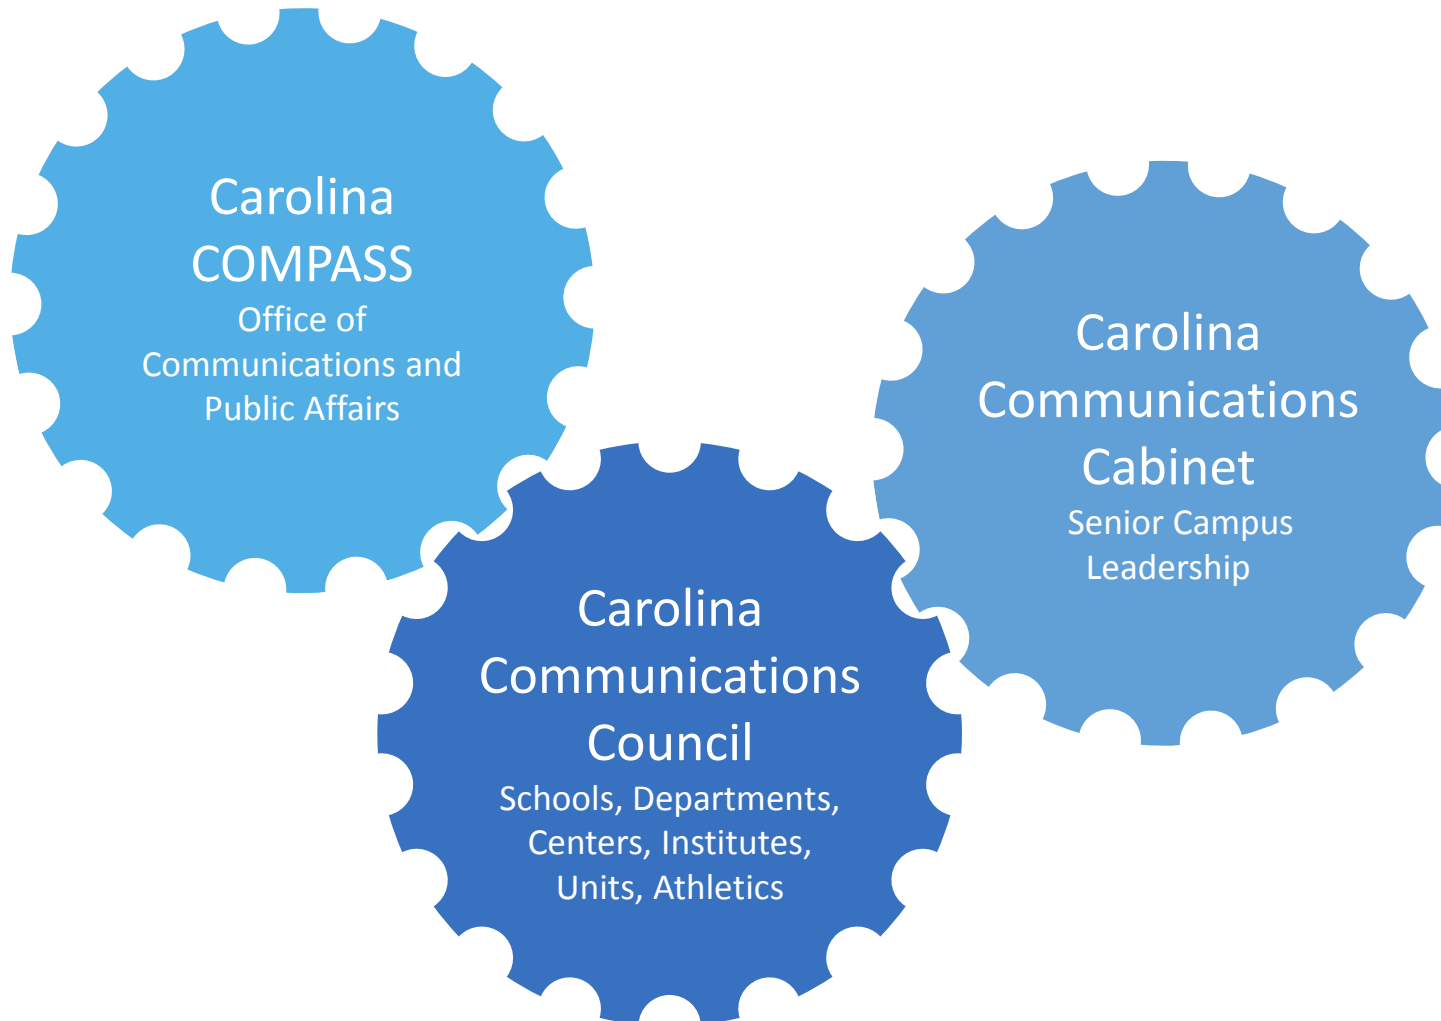 Carolina
COMPASS
Office of
Communications and
Public Affairs
Carolina
Communications
Cabinet
Senior Campus
Leadership
Carolina
Communications
Council
Schools, Departments,
Centers, Institutes,
Units, Athletics